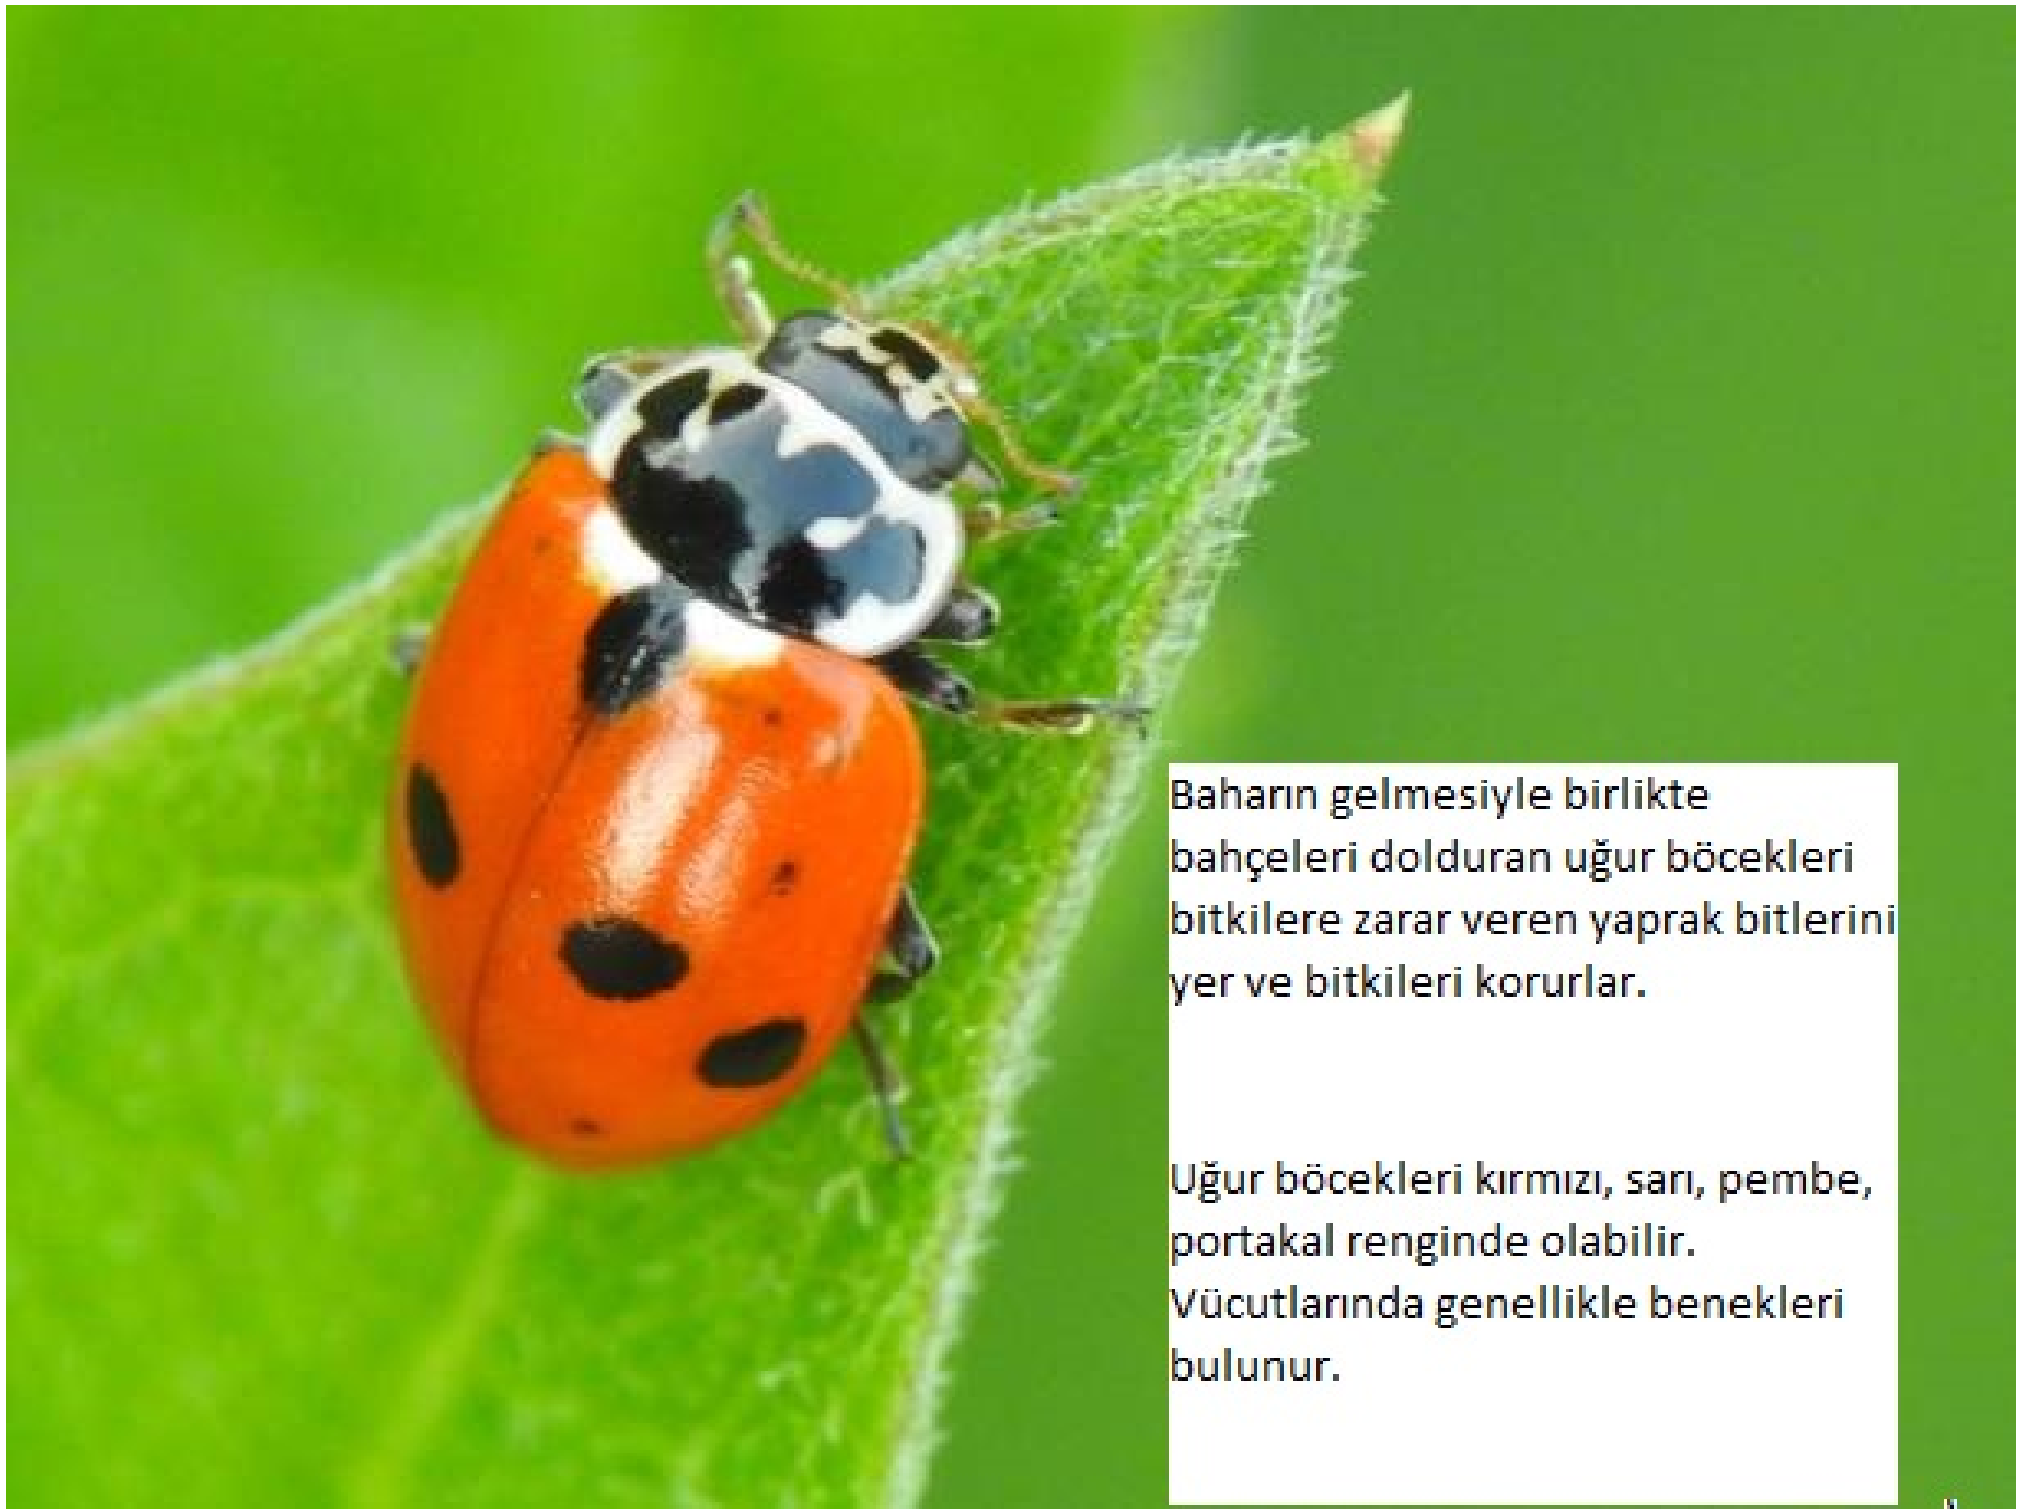 Baharın gelmesiyle birlikte
bahçeleri dolduran uğur böcekleri
bitkilere zarar veren yaprak bitlerini
yer ve bitkileri korurlar.
Uğur böcekleri kırmızı, sarı, pembe,
portakal renginde olabilir.
Vücutlarında genellikle benekleri
bulunur.